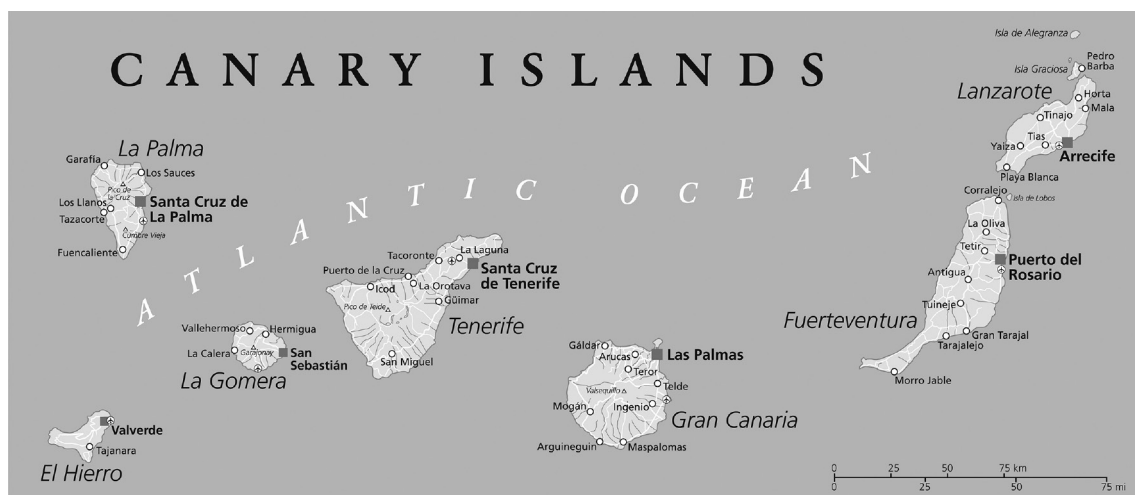 CANARY ISLANDS
ATLANTIC OCEAN
Isla de Alegranza
Isla Graciosa
Pedro
Barba
Lanzarote
Horta
Mala
Tinajo
Tias
Yaiza
Arrecife
Playa Blanca
La Palma
Garafía
Los Sauces
Pico de
la Cruz
Los Llanos
Santa Cruz de
La Palma
Tazacorte
Cumbre Vieja
Fuencaliente
Corralejo
Isla de Lobos
La Oliva
Tetir
Puerto del
Rosario
Antigua
Tuineje
Fuerteventura
Gran Tarajal
Tarajalejo
Morro Jable
Tacoronte
La Laguna
Puerto de la Cruz
Santa Cruz
de Tenerife
La Orotava
Icod
Güimar
Pico de Teide
Tenerife
San Miguel
Vallehermoso
Hermigua
La Calera
Garajonay
San
Sebastián
La Gomera
Gáldar
Arucas
Las Palmas
Teror
Telde
Valsequillo
Mogán
Ingenio
Gran Canaria
Arguineguin
Maspalomas
Valverde
Tajanara
El Hierro
0 25 50 75 km
0 25 50 75 mi